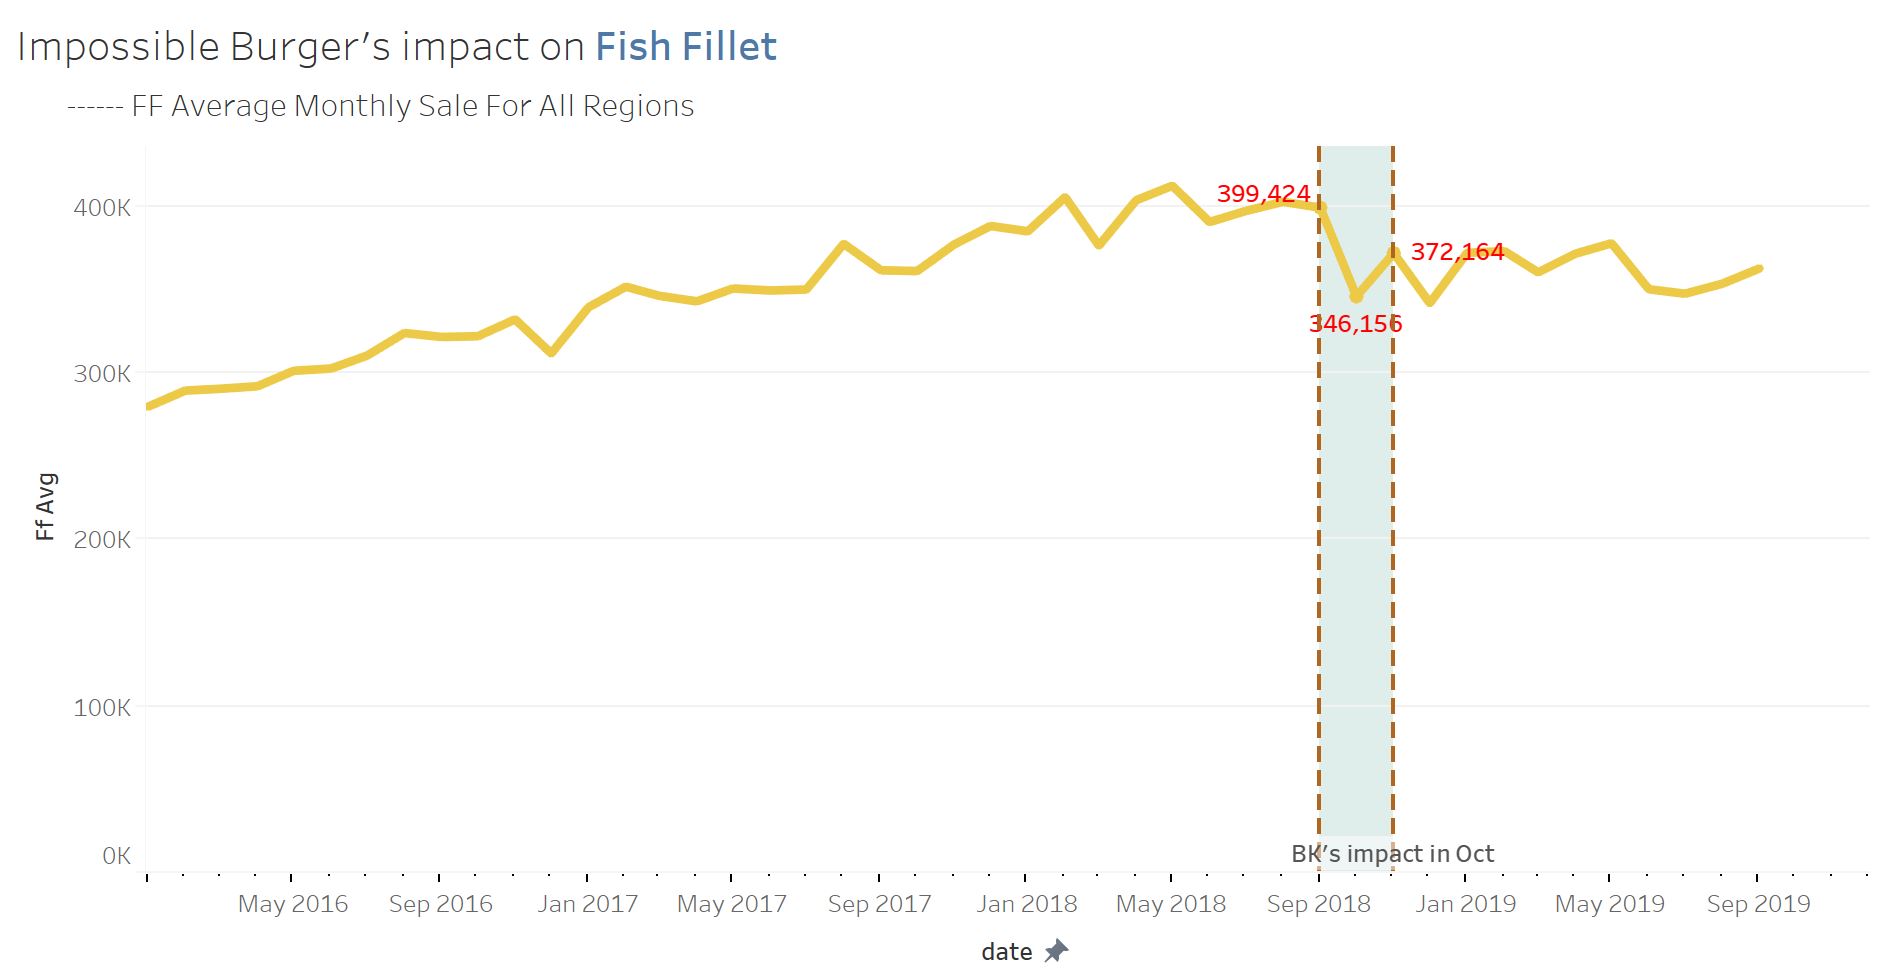 Impossible Burger's impact on Fish Fillet
------ FF Average Monthly Sale For All Regions
399,424
372,164
346,156
400K
300K
200K
100K
0K
Ff Avg
BK's impact in Oct
May 2016 Sep 2016 Jan 2017 May 2017 Sep 2017 Jan 2018 May 2018 Sep 2018 Jan 2019 May 2019 Sep 2019
date